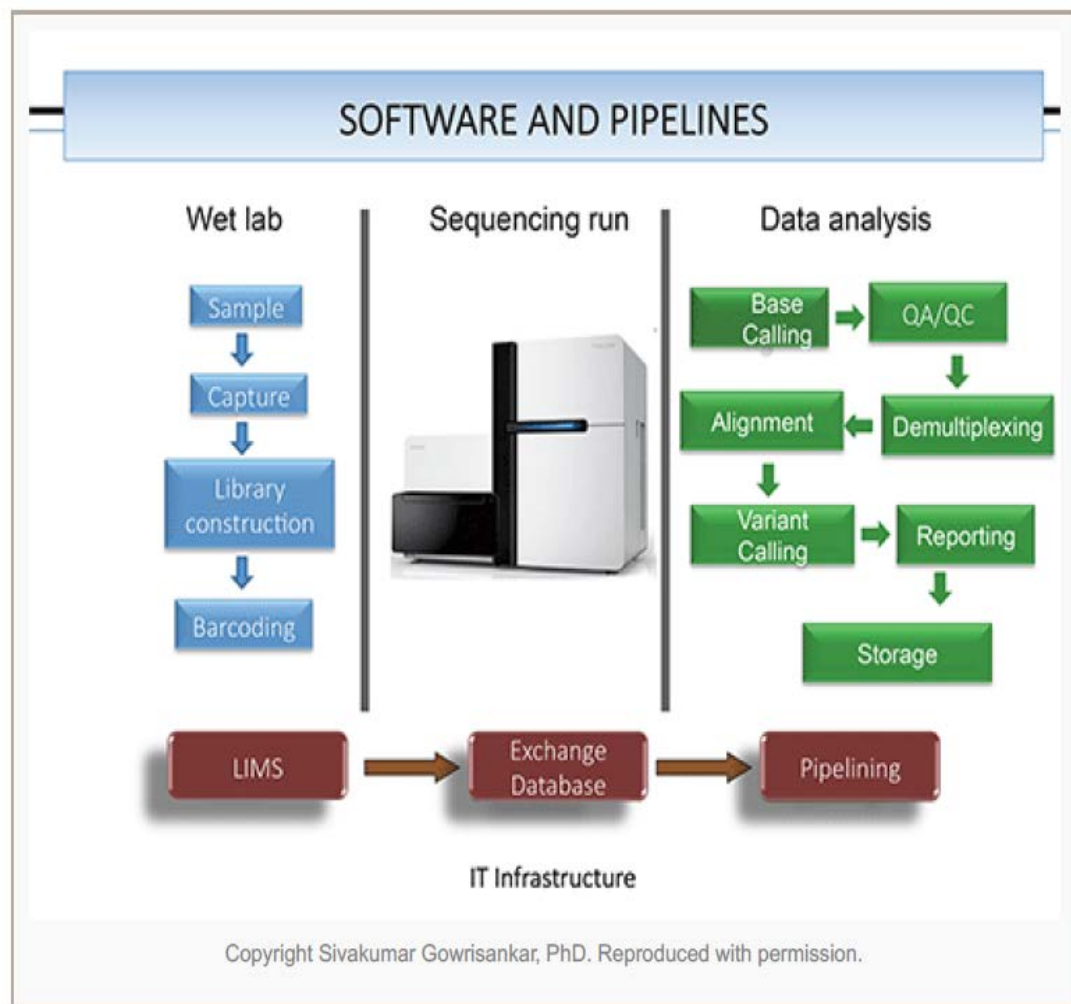 SOFTWARE AND PIPELINES
Wet lab
Sample
Capture
Library
construction
Barcoding
Sequencing run
Data analysis
Base
Calling
QA/QC
Demultiplexing
Alignment
Variant
Calling
Reporting
Storage
LIMS
Exchange
Database
Pipelining
IT Infrastructure
Copyright Sivakumar Gowrisankar, PhD. Reproduced with permission.